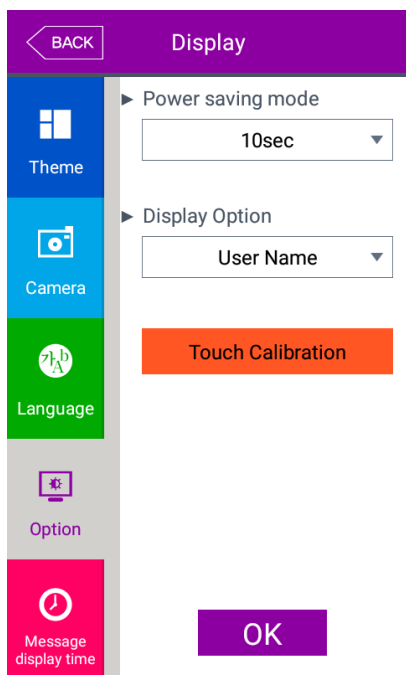 BACK
Display
Theme
Camera
가
b
A
Language
Option
Message
display time
► Power saving mode
10sec
► Display Option
User Name
Touch Calibration
OK